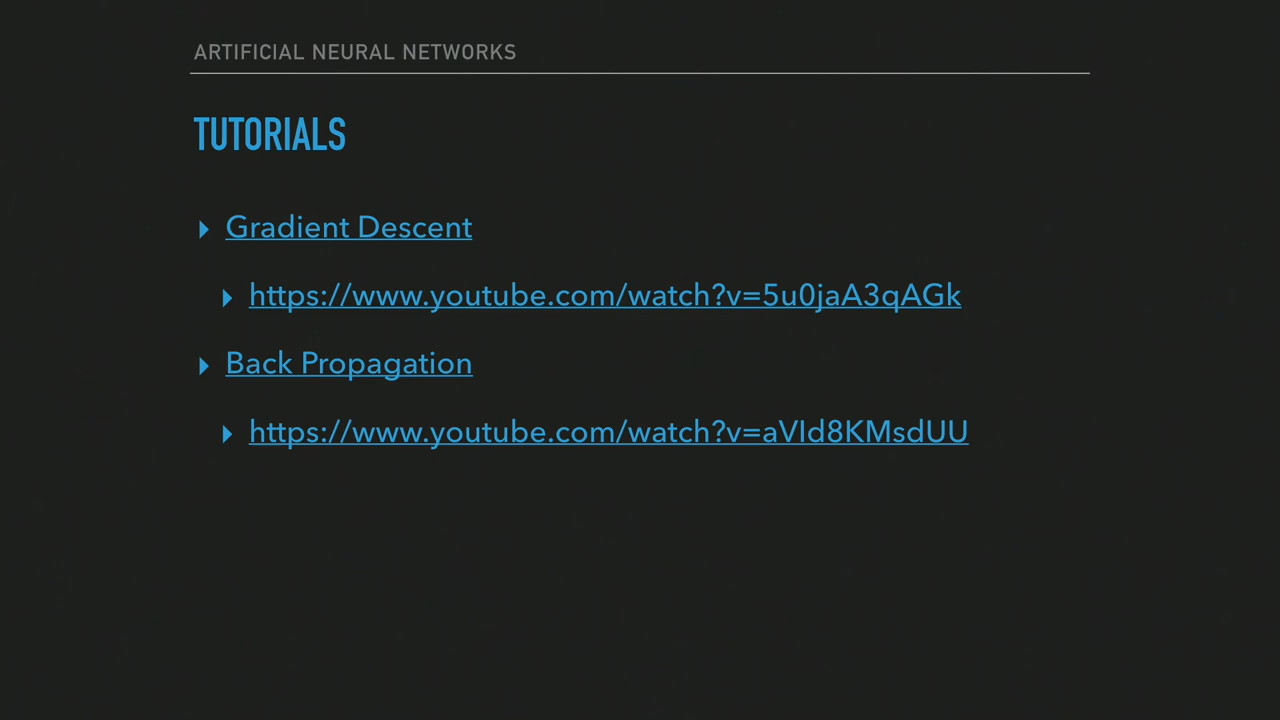 ARTIFICIAL NEURAL NETWORKS
TUTORIALS
Gradient Descent
https://www.youtube.com/watch?v=5u0jaA3qAGk
Back Propagation
https://www.youtube.com/watch?v=aVId8KMsdUU